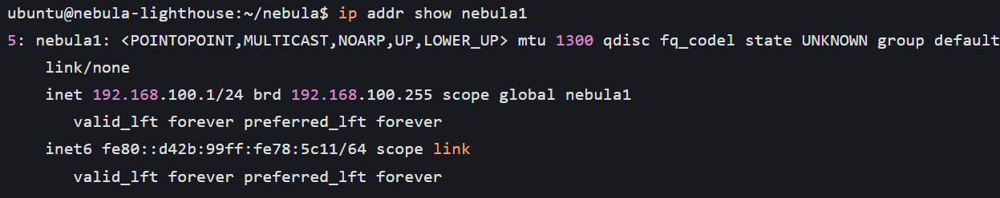 ubuntu@nebula-lighthouse:~/nebula$ ip addr show nebula1
5: nebula1: <POINTOPOINT,MULTICAST,NOARP,UP,LOWER_UP> mtu 1300 qdisc fq_codel state UNKNOWN group default
link/none
inet 192.168.100.1/24 brd 192.168.100.255 scope global nebula1
valid_lft forever preferred_lft forever
inet6 fe80::d42b:99ff:fe78:5c11/64 scope link
valid_lft forever preferred_lft forever